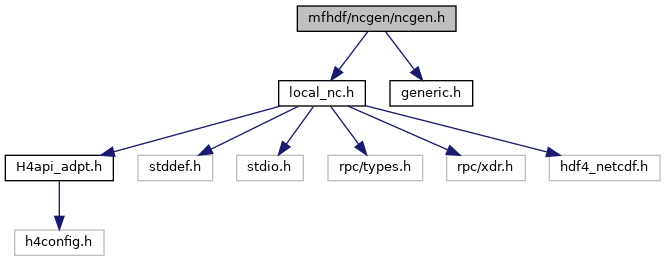 mfhdf/ncgen/ncgen.h
local_nc.h
generic.h
H4api_adpt.h
stddef.h
stdio.h
rpc/types.h
rpc/xdr.h
hdf4_netcdf.h
h4config.h